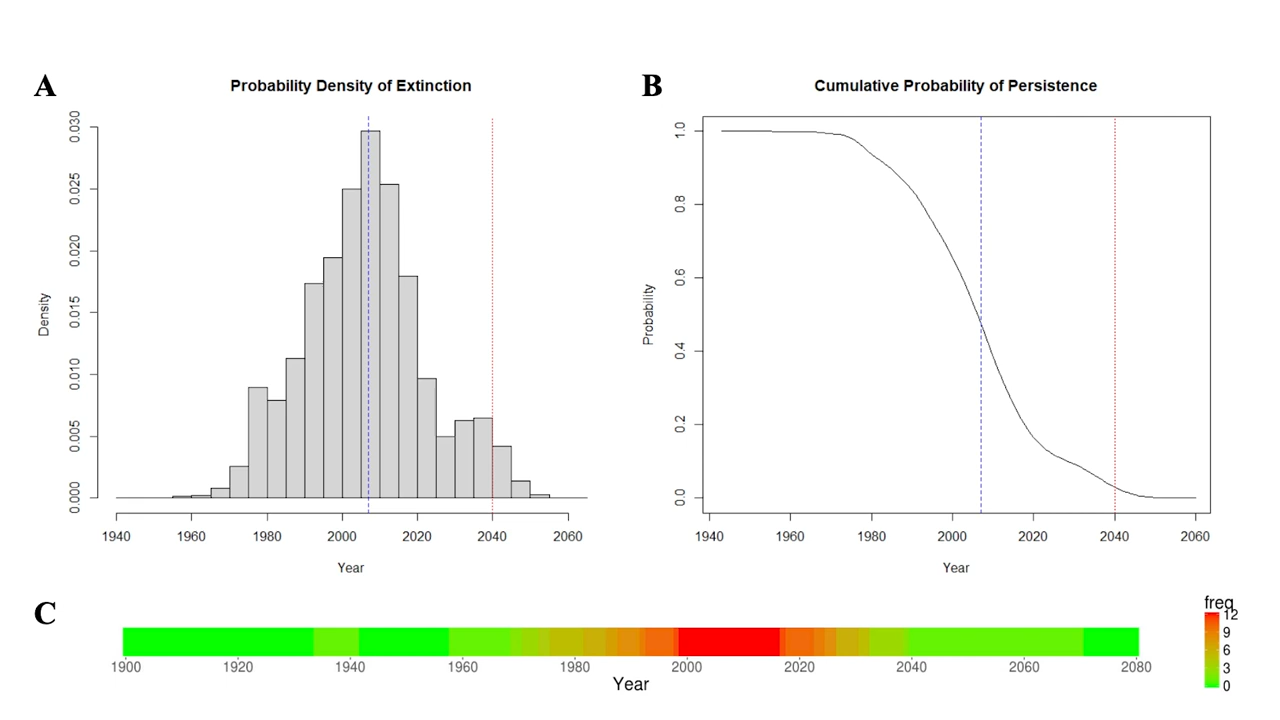 A
Probability Density of Extinction
0.030
0.025
0.020
0.015
0.010
0.005
0.000
Density
1940 1960 1980 2000 2020 2040 2060
Year
B
Cumulative Probability of Persistence
1.0
0.8
0.6
0.4
0.2
0.0
Probability
1940 1960 1980 2000 2020 2040 2060
Year
C
1900 1920 1940 1960 1980 2000 2020 2040 2060 2080
Year
freq
12
9
6
3
0